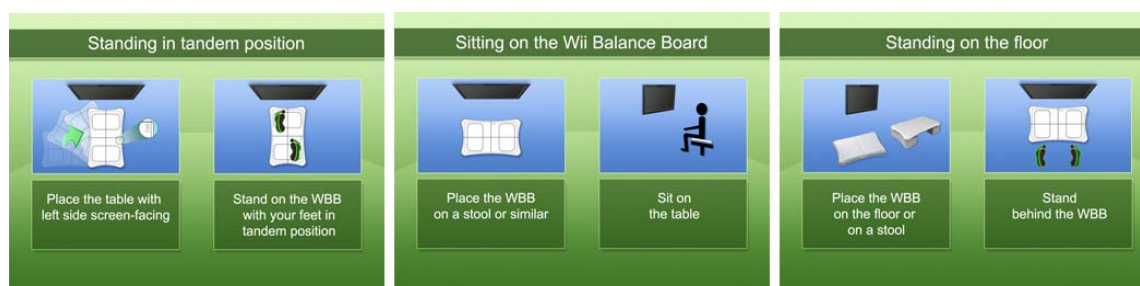 Standing in tandem position
Place the table with
left side screen-facing
Stand on the WBB
with your feet in
tandem position
Sitting on the Wii Balance Board
Place the WBB
on a stool or similar
Sit on
the table
Standing on the floor
Place the WBB
on the floor or
on a stool
Stand
behind the WBB